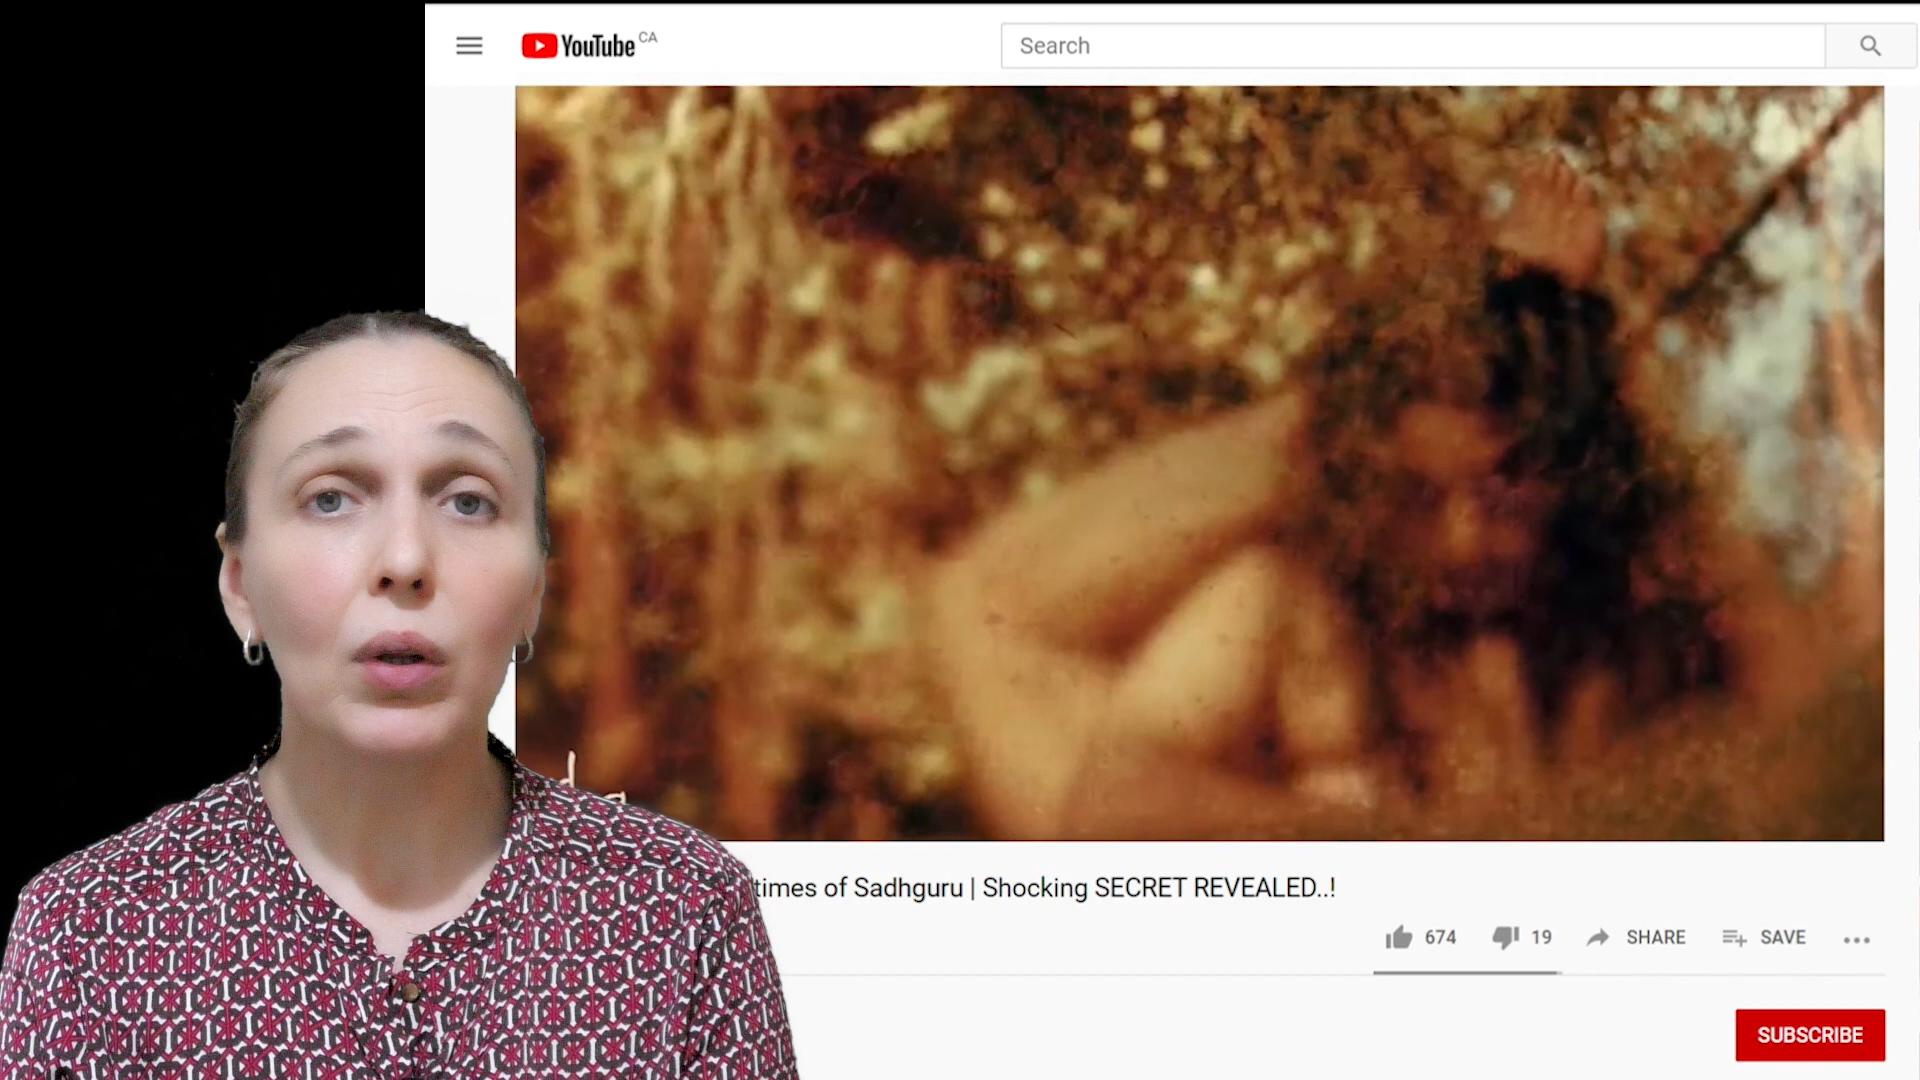 YouTube CA
Search
times of Sadhguru | Shocking SECRET REVEALED..!
674 19 SHARE SAVE
SUBSCRIBE